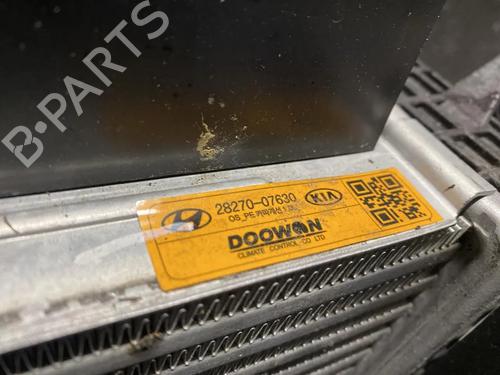 B-PARTS
28270-07630
KIA
DOOWON
CLIMATE CONTROL CO LTD